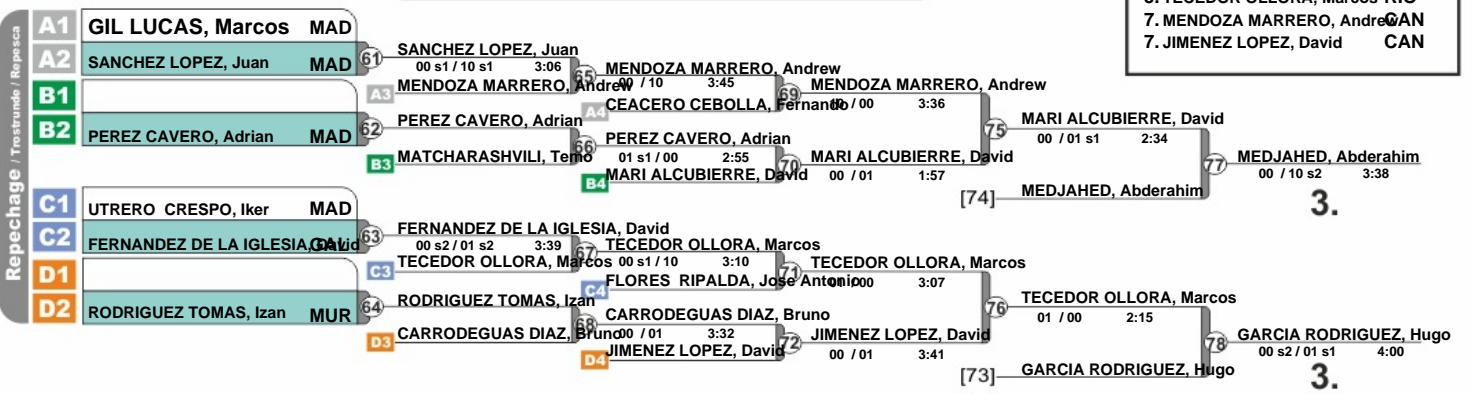 5. TECEDOR OLLORA, Marcos RIO
7. MENDOZA MARRERO, Andrew CAN
7. JIMENEZ LOPEZ, David CAN
Repechage / Trostrunde / Repesca
A1 GIL LUCAS, Marcos MAD
A2 SANCHEZ LOPEZ, Juan MAD
B1
B2 PEREZ CAVERO, Adrian MAD
C1 UTRERO CRESPO, Iker MAD
C2 FERNANDEZ DE LA IGLESIA, David GAL
D1
D2 RODRIGUEZ TOMAS, Izan MUR
61 SANCHEZ LOPEZ, Juan
00 s1 / 10 s1 3:06
A3 MENDOZA MARRERO, Andrew
62 PEREZ CAVERO, Adrian
B3 MATCHARASHVILI, Temo
63 FERNANDEZ DE LA IGLESIA, David
00 s2 / 01 s2 3:39
C3 TECEDOR OLLORA, Marcos
64 RODRIGUEZ TOMAS, Izan
D3 CARRODEGUAS DIAZ, Bruno
65 MENDOZA MARRERO, Andrew
00 / 10 3:45
A4 CEACERO CEBOLLA, Fernando
66 PEREZ CAVERO, Adrian
01 s1 / 00 2:55
B4 MARI ALCUBIERRE, David
67 TECEDOR OLLORA, Marcos
00 s1 / 10 3:10
C4 FLORES RIPALDA, Jose Antonio
68 CARRODEGUAS DIAZ, Bruno
00 / 01 3:32
D4 JIMENEZ LOPEZ, David
69 MENDOZA MARRERO, Andrew
/ 00 3:36
70 MARI ALCUBIERRE, David
00 / 01 1:57
71 TECEDOR OLLORA, Marcos
01 / 00 3:07
72 JIMENEZ LOPEZ, David
00 / 01 3:41
75 MARI ALCUBIERRE, David
00 / 01 s1 2:34
[74] MEDJAHED, Abderahim
76 TECEDOR OLLORA, Marcos
01 / 00 2:15
[73] GARCIA RODRIGUEZ, Hugo
77 MEDJAHED, Abderahim
00 / 10 s2 3:38
3.
78 GARCIA RODRIGUEZ, Hugo
00 s2 / 01 s1 4:00
3.